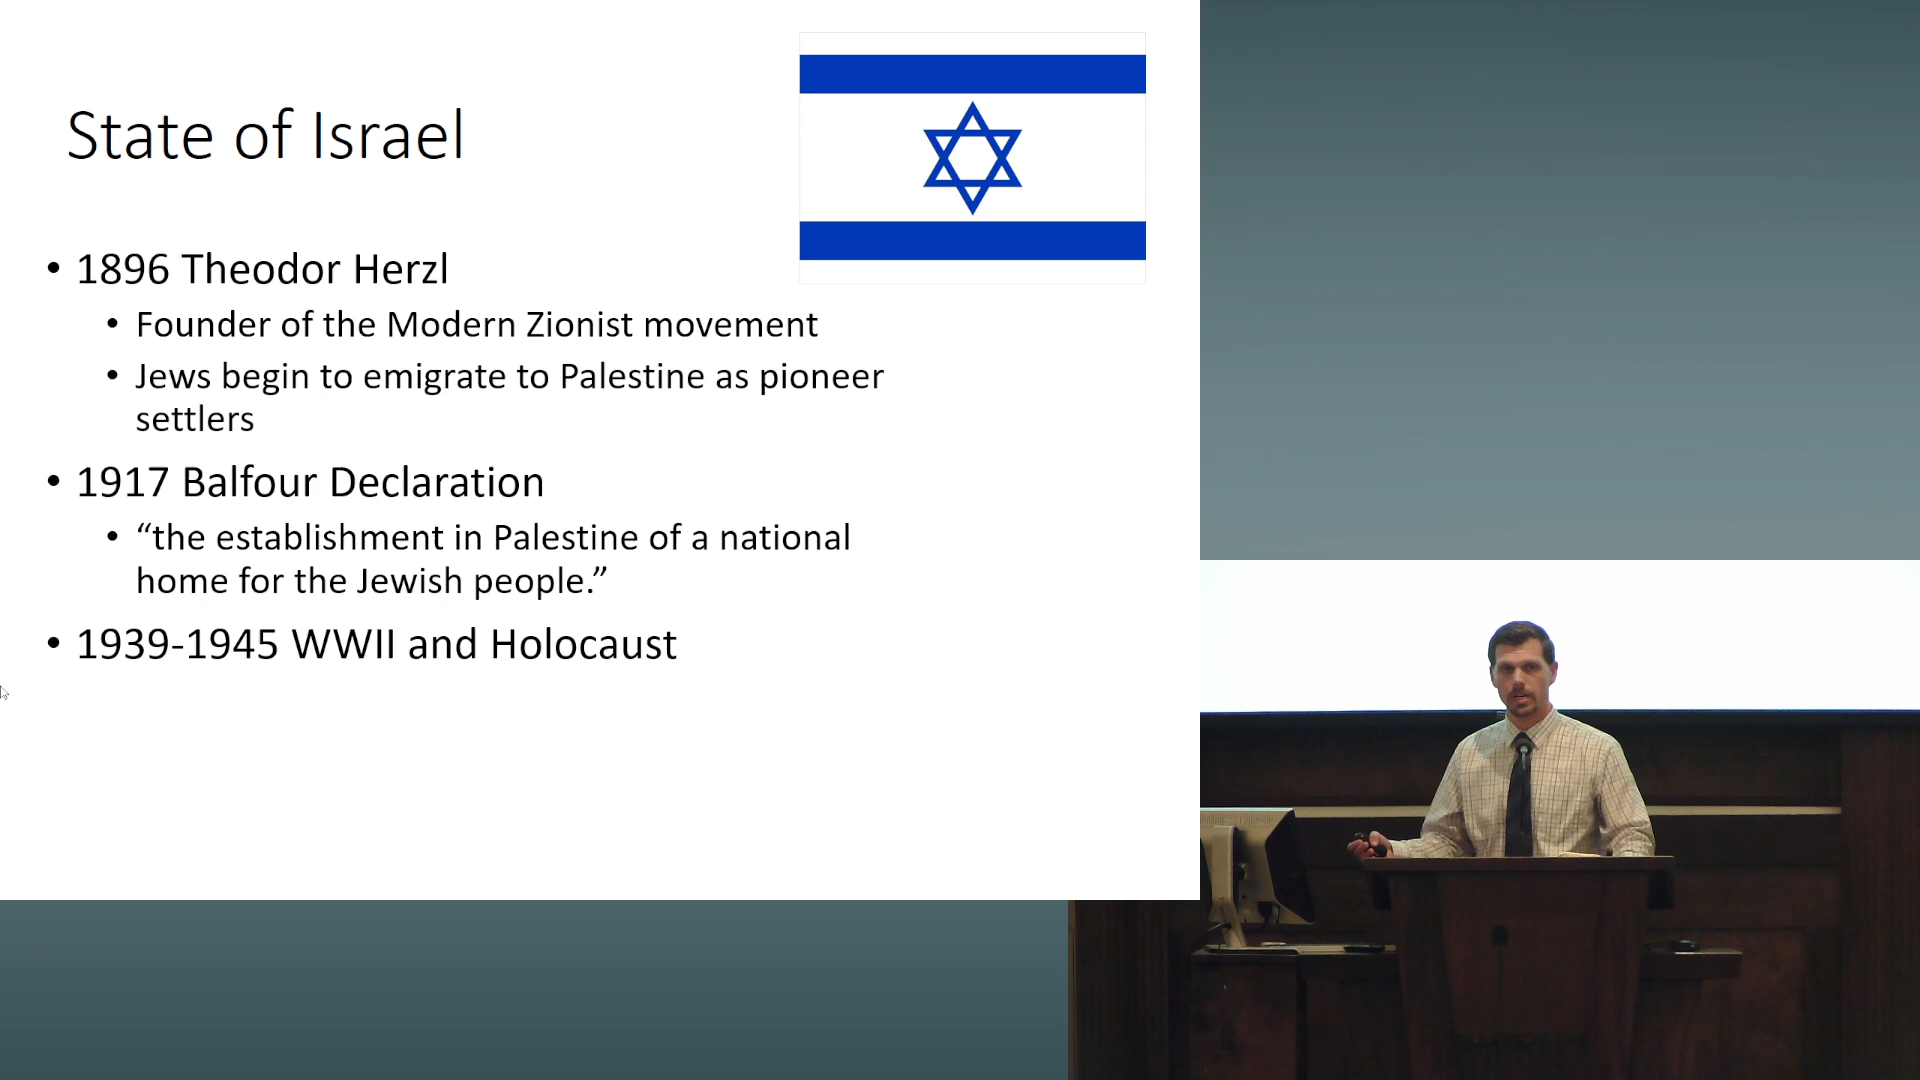 State of Israel
• 1896 Theodor Herzl
• Founder of the Modern Zionist movement
• Jews begin to emigrate to Palestine as pioneer
settlers
• 1917 Balfour Declaration
• “the establishment in Palestine of a national
home for the Jewish people.”
• 1939-1945 WWII and Holocaust